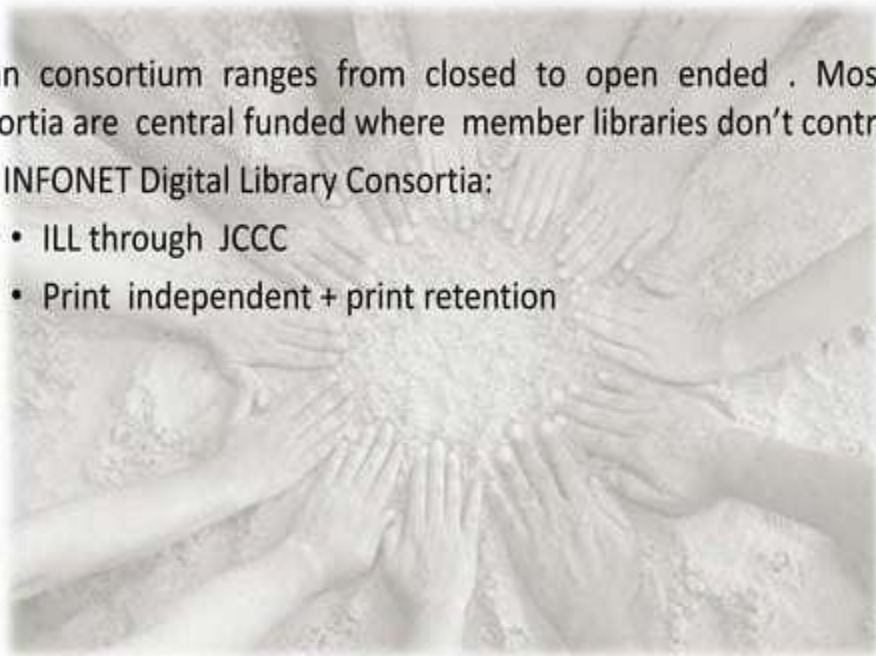 n consortium ranges from closed to open ended . Mos
ortia are central funded where member libraries don't contr
INFONET Digital Library Consortia:
• ILL through JCCC
• Print independent + print retention